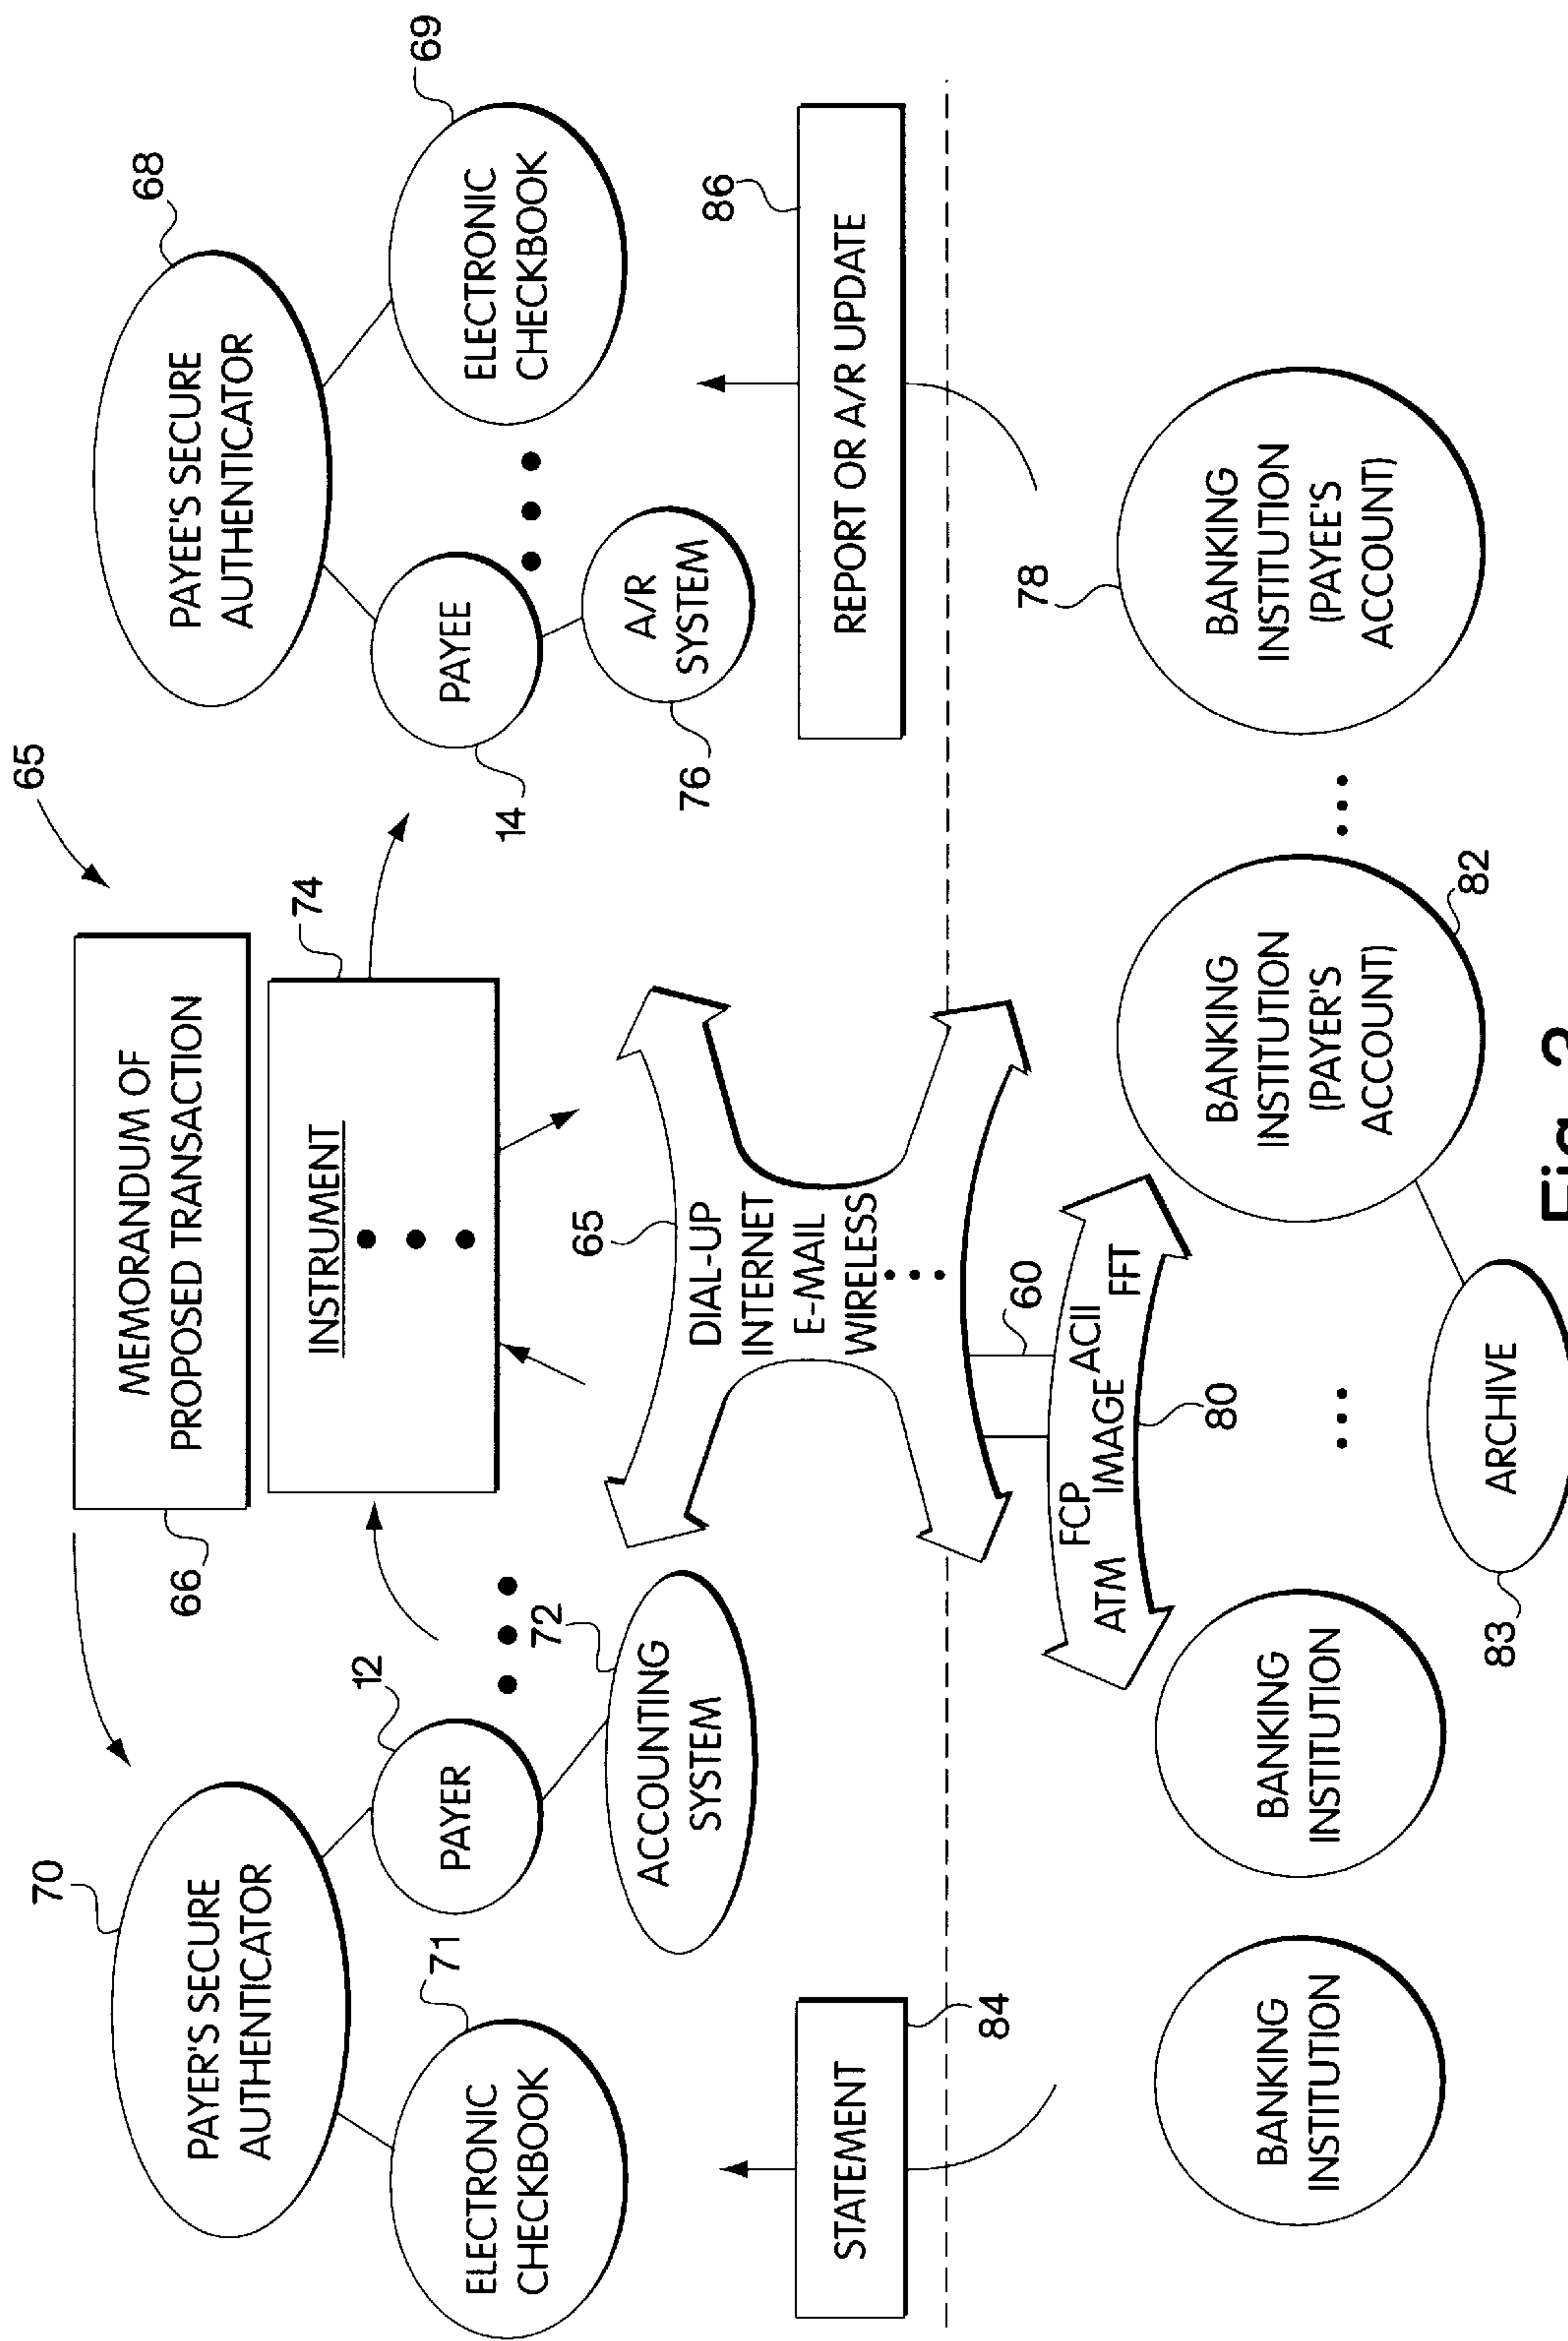 65
MEMORANDUM OF
PROPOSED TRANSACTION
66
70
PAYER'S SECURE
AUTHENTICATOR
71
ELECTRONIC
CHECKBOOK
12
PAYER
72
ACCOUNTING
SYSTEM
74
INSTRUMENT
68
PAYEE'S SECURE
AUTHENTICATOR
69
ELECTRONIC
CHECKBOOK
14
PAYEE
76
A/R
SYSTEM
65
DIAL-UP
INTERNET
E-MAIL
WIRELESS
STATEMENT
84
86
REPORT OR A/R UPDATE
60
ATM
FCP
IMAGE
ACII
FFT
80
BANKING
INSTITUTION
BANKING
INSTITUTION
BANKING
INSTITUTION
(PAYER'S
ACCOUNT)
82
78
BANKING
INSTITUTION
(PAYEE'S
ACCOUNT)
83
ARCHIVE